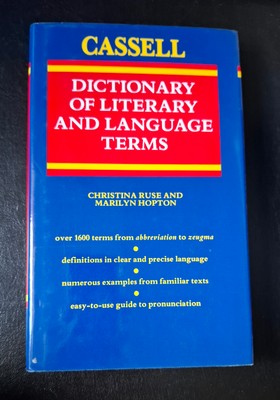 CASSELL
DICTIONARY
OF LITERARY
AND LANGUAGE
TERMS
CHRISTINA RUSE AND
MARILYN HOPTON
over 1600 terms from abbreviation to zeugma
definitions in clear and precise language
numerous examples from familiar texts
easy-to-use guide to pronunciation